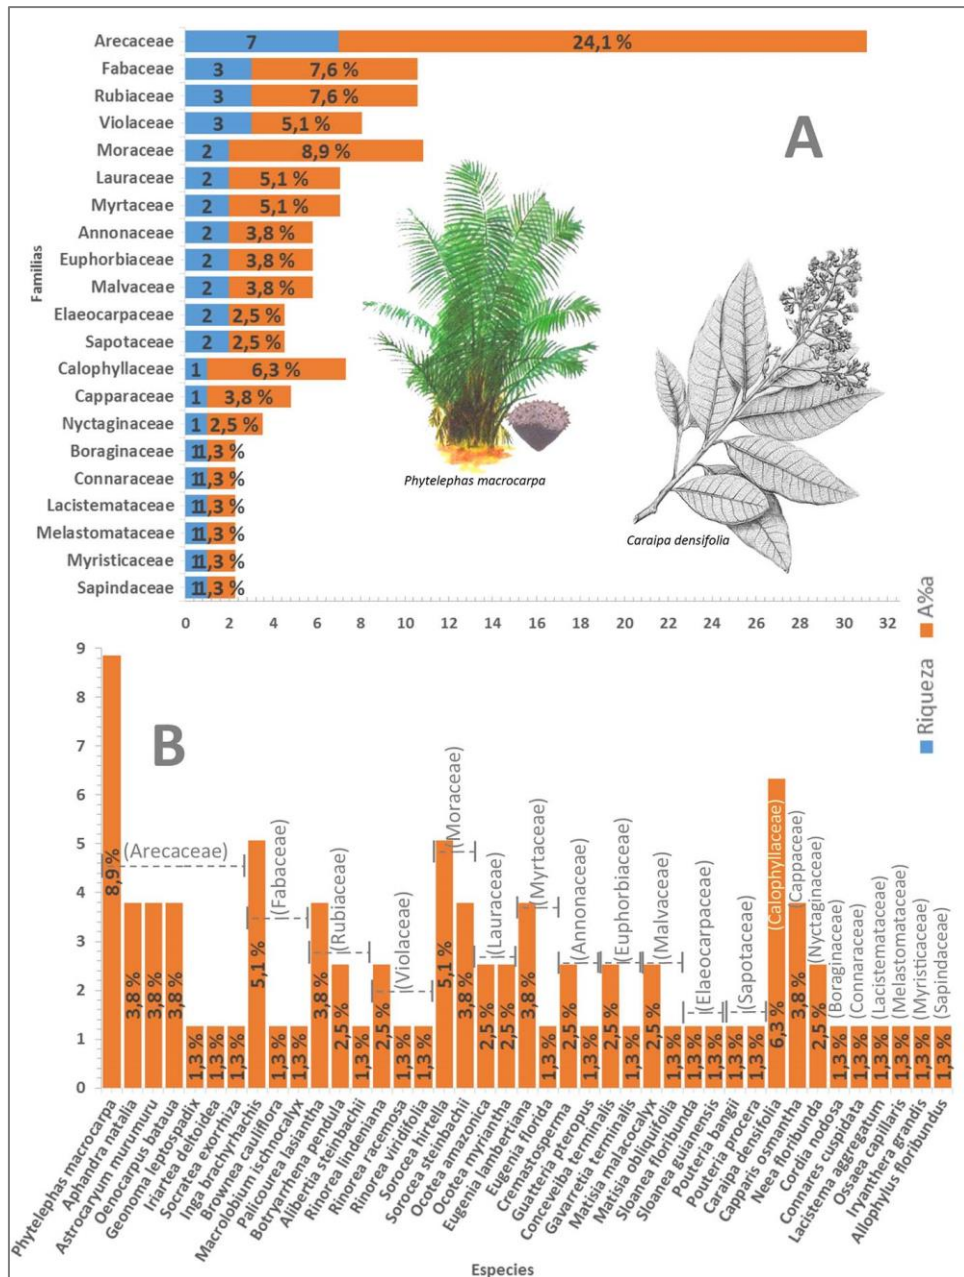 Arecaceae 7 24,1 %
Fabaceae 3 7,6 %
Rubiaceae 3 7,6 %
Violaceae 3 5,1 %
Moraceae 2 8,9 %
Lauraceae 2 5,1 %
Myrtaceae 2 5,1 %
Annonaceae 2 3,8 %
Euphorbiaceae 2 3,8 %
Malvaceae 2 3,8 %
Elaeocarpaceae 2 2,5 %
Sapotaceae 2 2,5 %
Calophyllaceae 1 6,3 %
Capparaceae 1 3,8 %
Nyctaginaceae 1 2,5 %
Boraginaceae 1 1,3 %
Connaraceae 1 1,3 %
Lacistemataceae 1 1,3 %
Melastomataceae 1 1,3 %
Myristicaceae 1 1,3 %
Sapindaceae 1 1,3 %
Familias
A
Phytelephas macrocarpa
Caraipa densifolia
0 2 4 6 8 10 12 14 16 18 20 22 24 26 28 30 32
A%a
Riqueza
B
9
8
7
6
5
4
3
2
1
0
(Arecaceae)
(Fabaceae)
(Rubiaceae)
(Violaceae)
(Moraceae)
(Lauraceae)
(Myrtaceae)
(Annonaceae)
(Euphorbiaceae)
(Malvaceae)
(Elaeocarpaceae)
(Sapotaceae)
(Calophyllaceae)
(Cappaceae)
(Nyctaginaceae)
(Boraginaceae)
(Connaraceae)
(Lacistemataceae)
(Melastomataceae)
(Myristicaceae)
(Sapindaceae)
8,9 % 3,8 % 3,8 % 3,8 % 1,3 % 1,3 % 1,3 % 5,1 % 1,3 % 1,3 % 3,8 % 2,5 % 1,3 % 2,5 % 1,3 % 1,3 % 5,1 % 3,8 % 2,5 % 2,5 % 3,8 % 1,3 % 2,5 % 1,3 % 2,5 % 1,3 % 2,5 % 1,3 % 1,3 % 1,3 % 1,3 % 1,3 % 6,3 % 3,8 % 2,5 % 1,3 % 1,3 % 1,3 % 1,3 % 1,3 % 1,3 %
Phytelephas macrocarpa
Aphandra natalia
Astrocaryum murumuru
Oenocarpus batatua
Geonoma leptospadix
Iriartea deltoidea
Socratea exorrhiza
Inga brachyrhachis
Brownea cauliflora
Macrolobium ischnocalyx
Palicourea lasiantha
Botryarrhena pendula
Alibertia steinbachii
Rinorea lindeniana
Rinorea racemosa
Rinorea viridifolia
Sorocea hirtella
Sorocea steinbachii
Ocotea amazonica
Ocotea myriantha
Eugenia lambertiana
Eugenia florida
Cremastosperma
Guatteria pteropus
Conceveiba terminalis
Gavarretia terminalis
Matisia malacocalyx
Matisia obliquifolia
Sloanea floribunda
Sloanea guianensis
Pouteria bangii
Pouteria procera
Caraipa densifolia
Capparis osmantha
Neea floribunda
Cordia nodosa
Connares cuspidata
Lacistema aggregatum
Ossaea capillaris
Iryanthera grandis
Allophylus floribundus
Especies